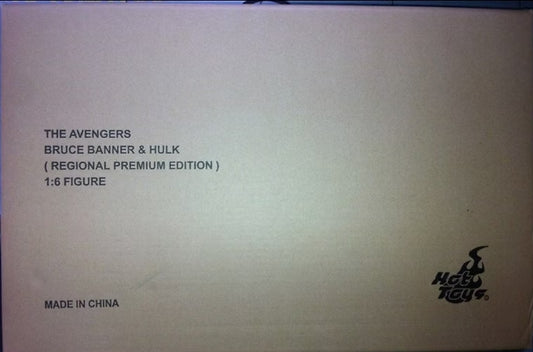 THE AVENGERS
BRUCE BANNER & HULK
( REGIONAL PREMIUM EDITION )
1:6 FIGURE
Hot
Toys®
MADE IN CHINA